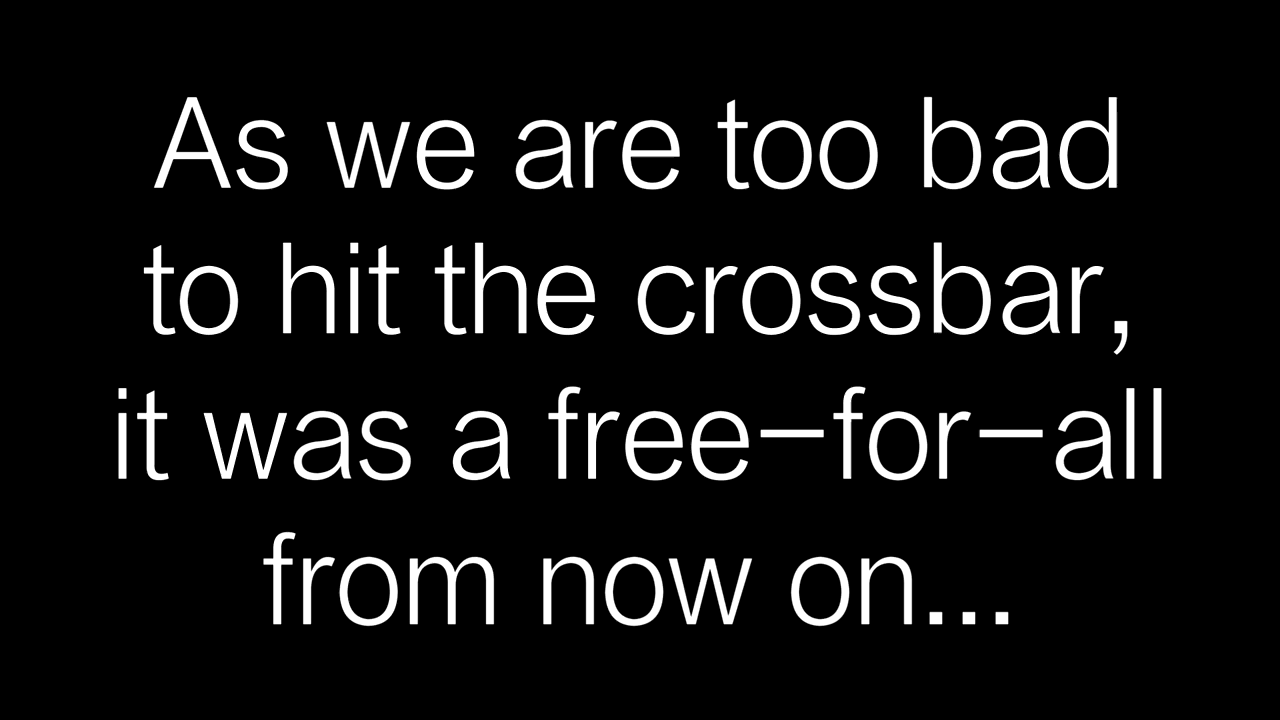 As we are too bad
to hit the crossbar,
it was a free-for-all
from now on...